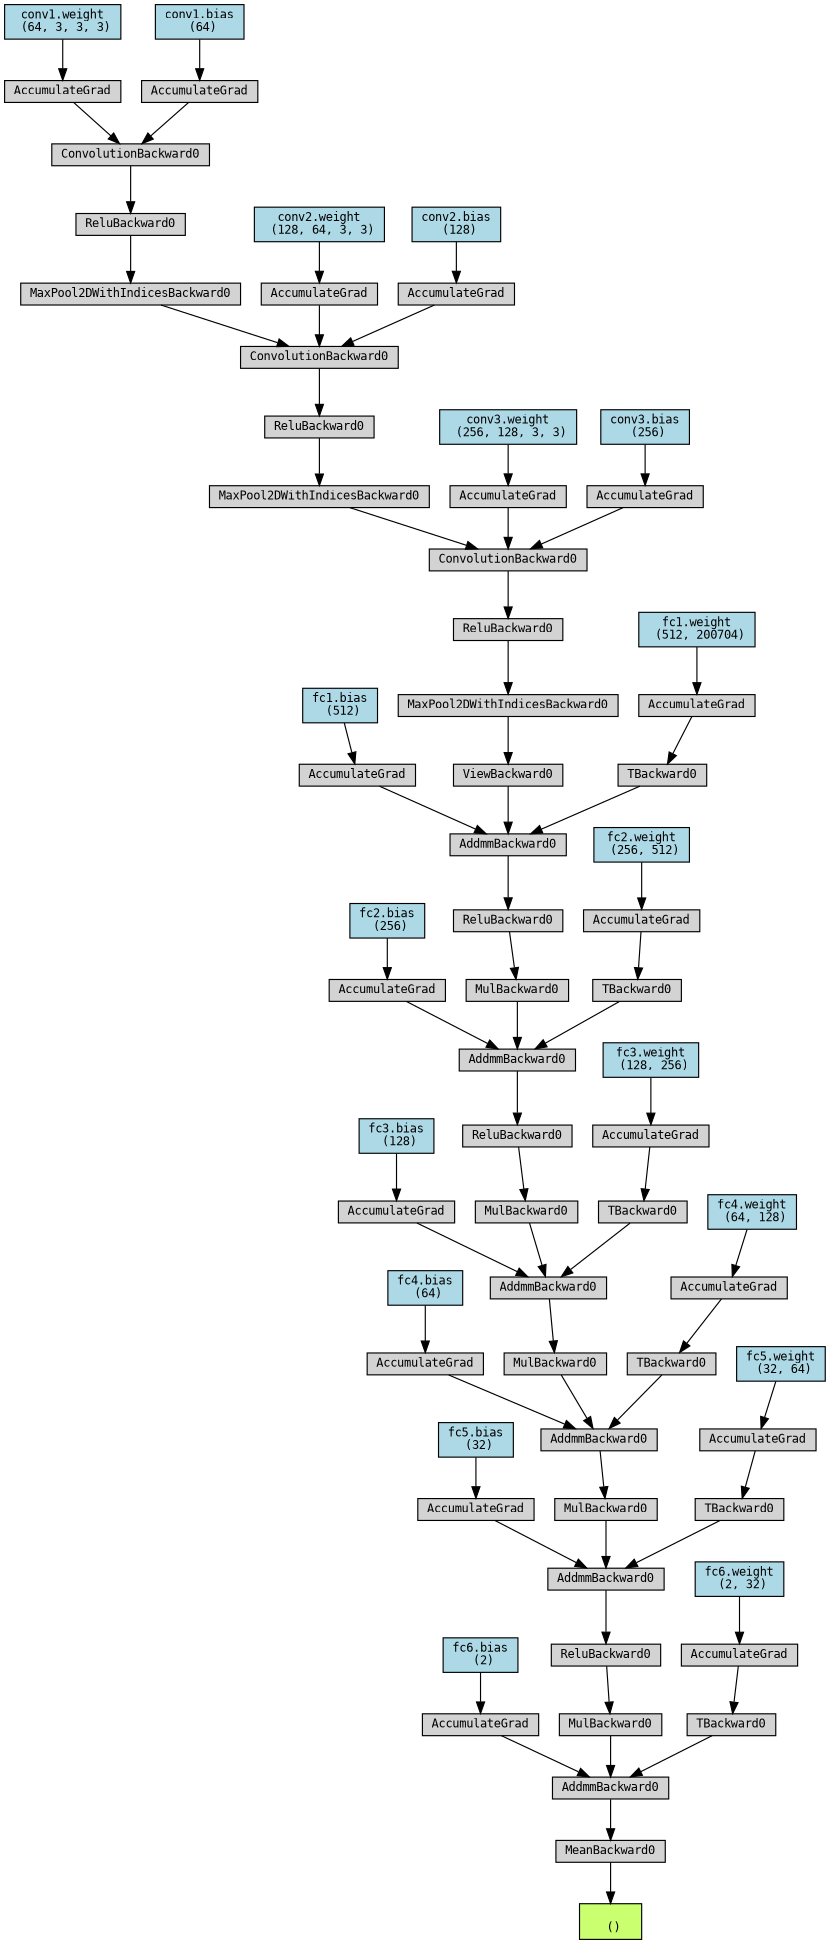 conv1.weight
(64, 3, 3, 3)
conv1.bias
(64)
AccumulateGrad
AccumulateGrad
ConvolutionBackward0
ReluBackward0
conv2.weight
(128, 64, 3, 3)
conv2.bias
(128)
MaxPool2DWithIndicesBackward0
AccumulateGrad
AccumulateGrad
ConvolutionBackward0
ReluBackward0
conv3.weight
(256, 128, 3, 3)
conv3.bias
(256)
MaxPool2DWithIndicesBackward0
AccumulateGrad
AccumulateGrad
ConvolutionBackward0
ReluBackward0
fc1.weight
(512, 200704)
fc1.bias
(512)
MaxPool2DWithIndicesBackward0
AccumulateGrad
AccumulateGrad
ViewBackward0
TBackward0
AddmmBackward0
fc2.weight
(256, 512)
fc2.bias
(256)
ReluBackward0
AccumulateGrad
AccumulateGrad
MulBackward0
TBackward0
AddmmBackward0
fc3.weight
(128, 256)
fc3.bias
(128)
ReluBackward0
AccumulateGrad
AccumulateGrad
MulBackward0
TBackward0
fc4.weight
(64, 128)
fc4.bias
(64)
AddmmBackward0
AccumulateGrad
AccumulateGrad
MulBackward0
TBackward0
fc5.weight
(32, 64)
fc5.bias
(32)
AddmmBackward0
AccumulateGrad
AccumulateGrad
MulBackward0
TBackward0
AddmmBackward0
fc6.weight
(2, 32)
fc6.bias
(2)
ReluBackward0
AccumulateGrad
AccumulateGrad
MulBackward0
TBackward0
AddmmBackward0
MeanBackward0
()